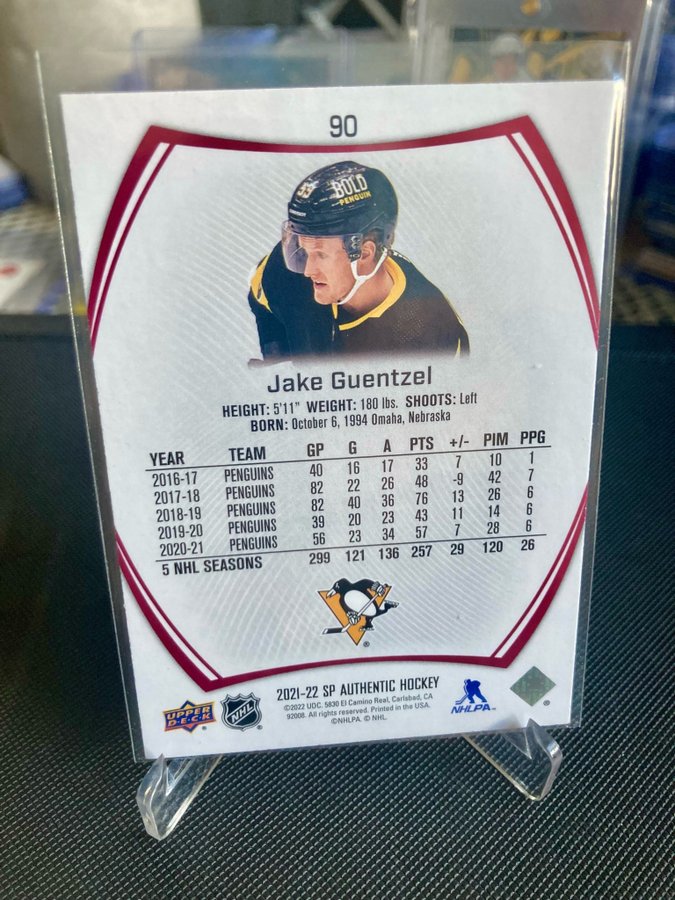 90
59
BOLD
PENGUIN
Jake Guentzel
HEIGHT: 5'11" WEIGHT: 180 lbs. SHOOTS: Left
BORN: October 6, 1994 Omaha, Nebraska
YEAR TEAM GP G A PTS +/- PIM PPG
2016-17 PENGUINS 40 16 17 33 7 10 1
2017-18 PENGUINS 82 22 26 48 -9 42 7
2018-19 PENGUINS 82 40 36 76 13 26 6
2019-20 PENGUINS 39 20 23 43 11 14 6
2020-21 PENGUINS 56 23 34 57 7 28 6
5 NHL SEASONS 299 121 136 257 29 120 26
®
2021-22 SP AUTHENTIC HOCKEY
©2022 UDC. 5830 El Camino Real, Carlsbad, CA
92008. All rights reserved. Printed in the USA.
©NHLPA. © NHL.
UPPER DECK ®
NHL ®
NHLPA™
®